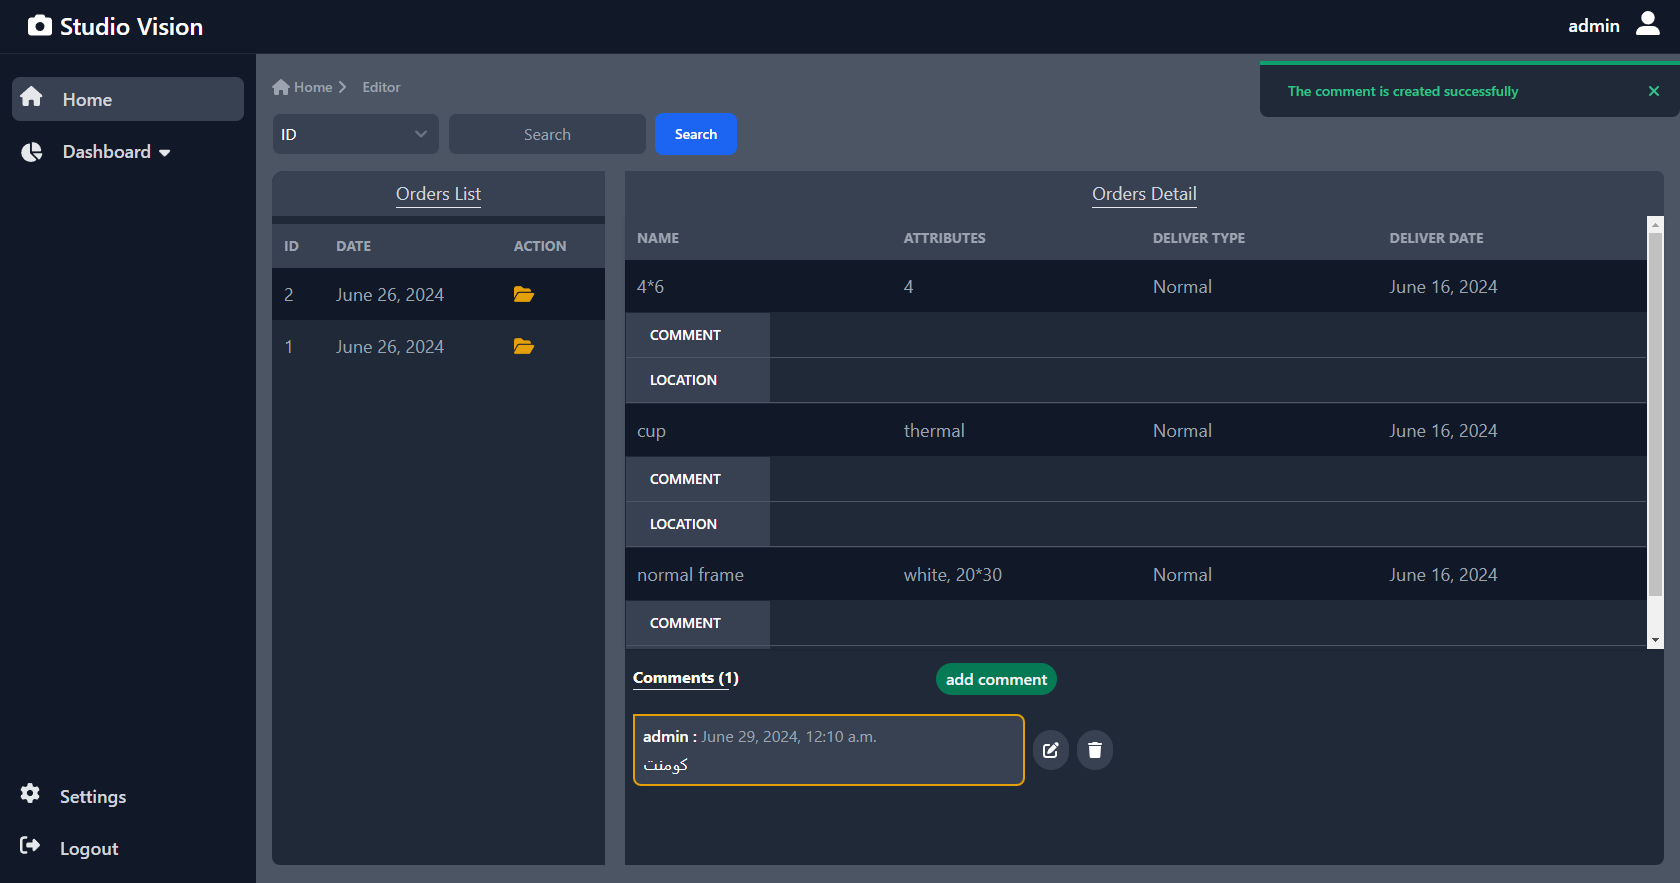 Studio Vision
admin
Home
Dashboard
Settings
Logout
Home
Editor
The comment is created successfully
ID
Search
Search
Orders List
ID DATE ACTION
2 June 26, 2024
1 June 26, 2024
Orders Detail
NAME ATTRIBUTES DELIVER TYPE DELIVER DATE
4*6 4 Normal June 16, 2024
COMMENT
LOCATION
cup thermal Normal June 16, 2024
COMMENT
LOCATION
normal frame white, 20*30 Normal June 16, 2024
COMMENT
Comments (1)
add comment
admin : June 29, 2024, 12:10 a.m.
كومنت